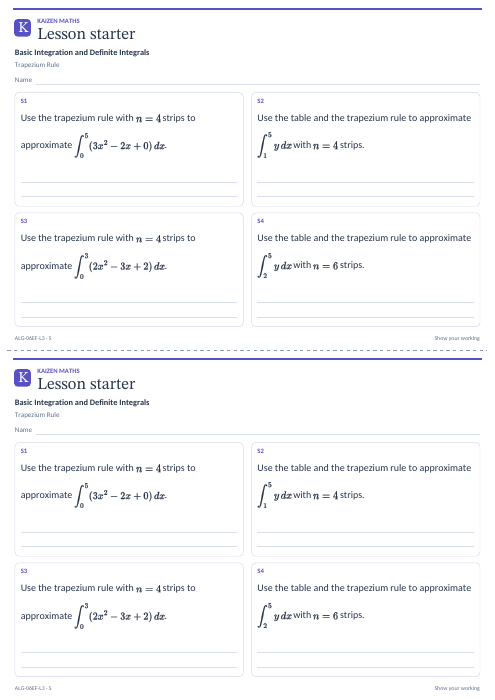 K
KAIZEN MATHS
Lesson starter
Basic Integration and Definite Integrals
Trapezium Rule
Name
S1
Use the trapezium rule with n = 4 strips to
approximate ∫₀⁵ (3x² − 2x + 0) dx.
S2
Use the table and the trapezium rule to approximate
∫₁⁵ y dx with n = 4 strips.
S3
Use the trapezium rule with n = 4 strips to
approximate ∫₀³ (2x² − 3x + 2) dx.
S4
Use the table and the trapezium rule to approximate
∫₂⁵ y dx with n = 6 strips.
ALG-06EF-L3 - S
Show your working
K
KAIZEN MATHS
Lesson starter
Basic Integration and Definite Integrals
Trapezium Rule
Name
S1
Use the trapezium rule with n = 4 strips to
approximate ∫₀⁵ (3x² − 2x + 0) dx.
S2
Use the table and the trapezium rule to approximate
∫₁⁵ y dx with n = 4 strips.
S3
Use the trapezium rule with n = 4 strips to
approximate ∫₀³ (2x² − 3x + 2) dx.
S4
Use the table and the trapezium rule to approximate
∫₂⁵ y dx with n = 6 strips.
ALG-06EF-L3 - S
Show your working